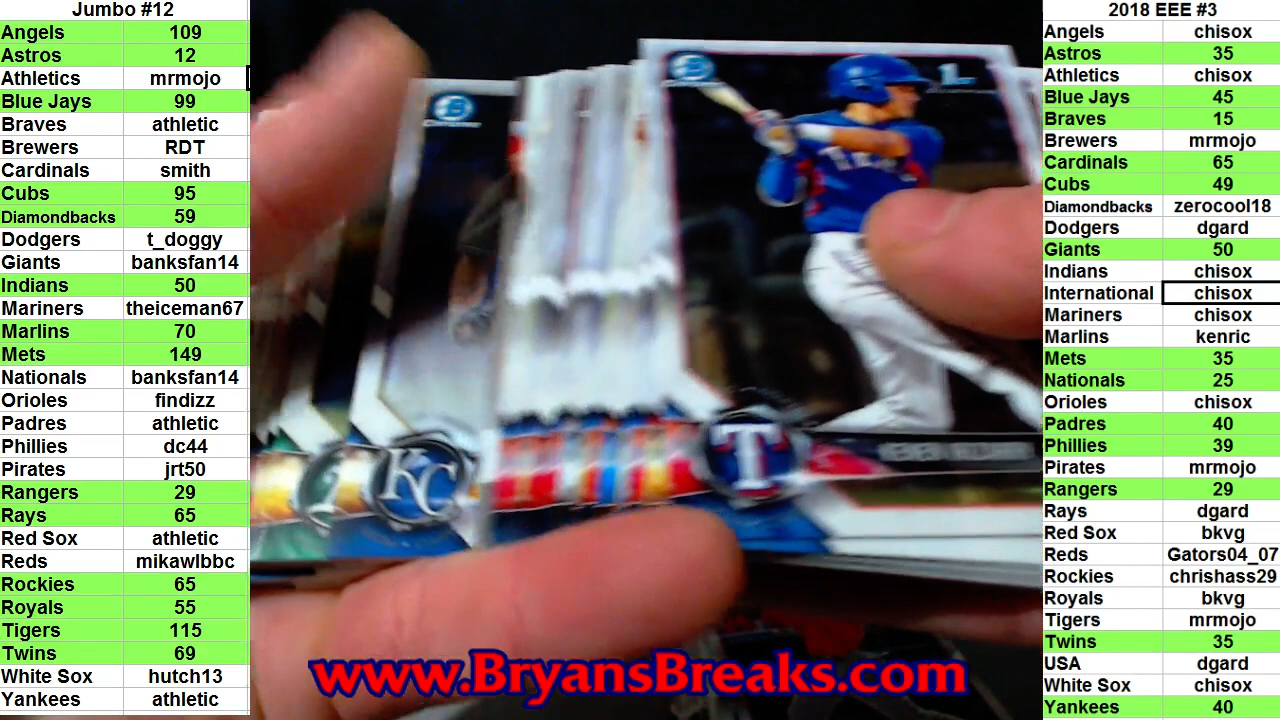 Jumbo #12
Angels 109
Astros 12
Athletics mrmojo
Blue Jays 99
Braves athletic
Brewers RDT
Cardinals smith
Cubs 95
Diamondbacks 59
Dodgers t_doggy
Giants banksfan14
Indians 50
Mariners theiceman67
Marlins 70
Mets 149
Nationals banksfan14
Orioles findizz
Padres athletic
Phillies dc44
Pirates jrt50
Rangers 29
Rays 65
Red Sox athletic
Reds mikawlbbc
Rockies 65
Royals 55
Tigers 115
Twins 69
White Sox hutch13
Yankees athletic
B
B
1st
KC
T
www.BryansBreaks.com
2018 EEE #3
Angels chisox
Astros 35
Athletics chisox
Blue Jays 45
Braves 15
Brewers mrmojo
Cardinals 65
Cubs 49
Diamondbacks zerocool18
Dodgers dgard
Giants 50
Indians chisox
International chisox
Mariners chisox
Marlins kenric
Mets 35
Nationals 25
Orioles chisox
Padres 40
Phillies 39
Pirates mrmojo
Rangers 29
Rays dgard
Red Sox bkvg
Reds Gators04_07
Rockies chrishass29
Royals bkvg
Tigers mrmojo
Twins 35
USA dgard
White Sox chisox
Yankees 40